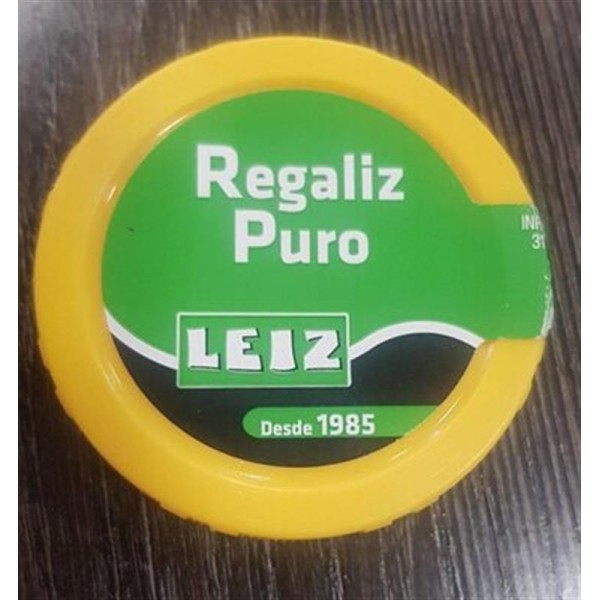 Regaliz
Puro
LEIZ
Desde 1985